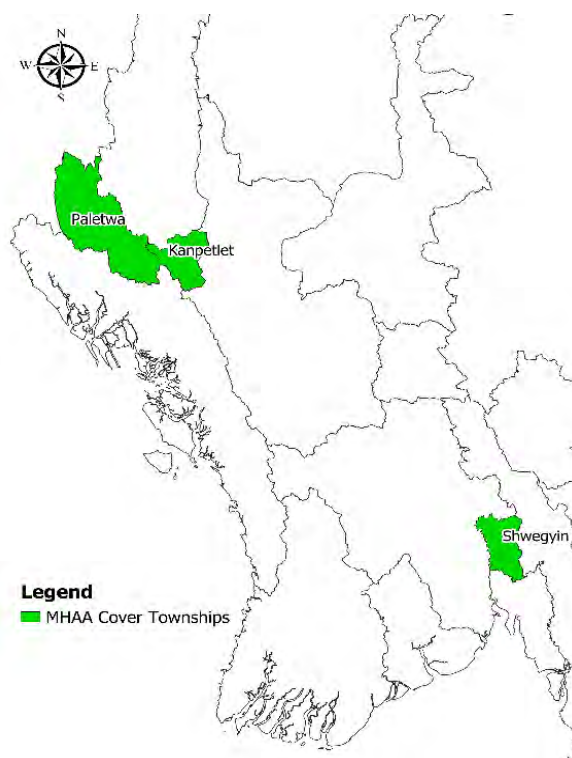 N
W E
S
Paletwa
Kanpetlet
Shwegyin
Legend
MHAA Cover Townships